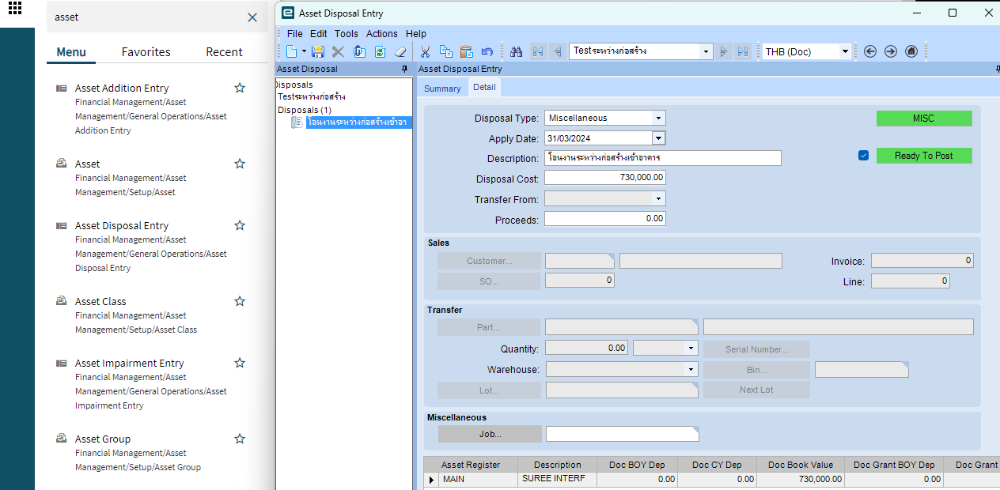 asset
Menu
Favorites
Recent
Asset Addition Entry
Financial Management/Asset
Management/General Operations/Asset
Addition Entry
Asset
Financial Management/Asset
Management/Setup/Asset
Asset Disposal Entry
Financial Management/Asset
Management/General Operations/Asset
Disposal Entry
Asset Class
Financial Management/Asset
Management/Setup/Asset Class
Asset Impairment Entry
Financial Management/Asset
Management/General Operations/Asset
Impairment Entry
Asset Group
Financial Management/Asset
Management/Setup/Asset Group
Asset Disposal Entry
File Edit Tools Actions Help
Testระหว่างก่อสร้าง
THB (Doc)
Asset Disposal
Asset Disposal Entry
Disposals
Testระหว่างก่อสร้าง
Disposals (1)
โอนงานระหว่างก่อสร้างเข้าอา
Summary
Detail
Disposal Type: Miscellaneous
MISC
Apply Date: 31/03/2024
Description: โอนงานระหว่างก่อสร้างเข้าอาคาร
Ready To Post
Disposal Cost: 730,000.00
Transfer From:
Proceeds: 0.00
Sales
Customer...
Invoice: 0
SO... 0
Line: 0
Transfer
Part...
Quantity: 0.00
Serial Number...
Warehouse:
Bin...
Lot...
Next Lot
Miscellaneous
Job...
Asset Register Description Doc BOY Dep Doc CY Dep Doc Book Value Doc Grant BOY Dep Doc Grant
MAIN SUREE INTERF 0.00 0.00 730,000.00 0.00